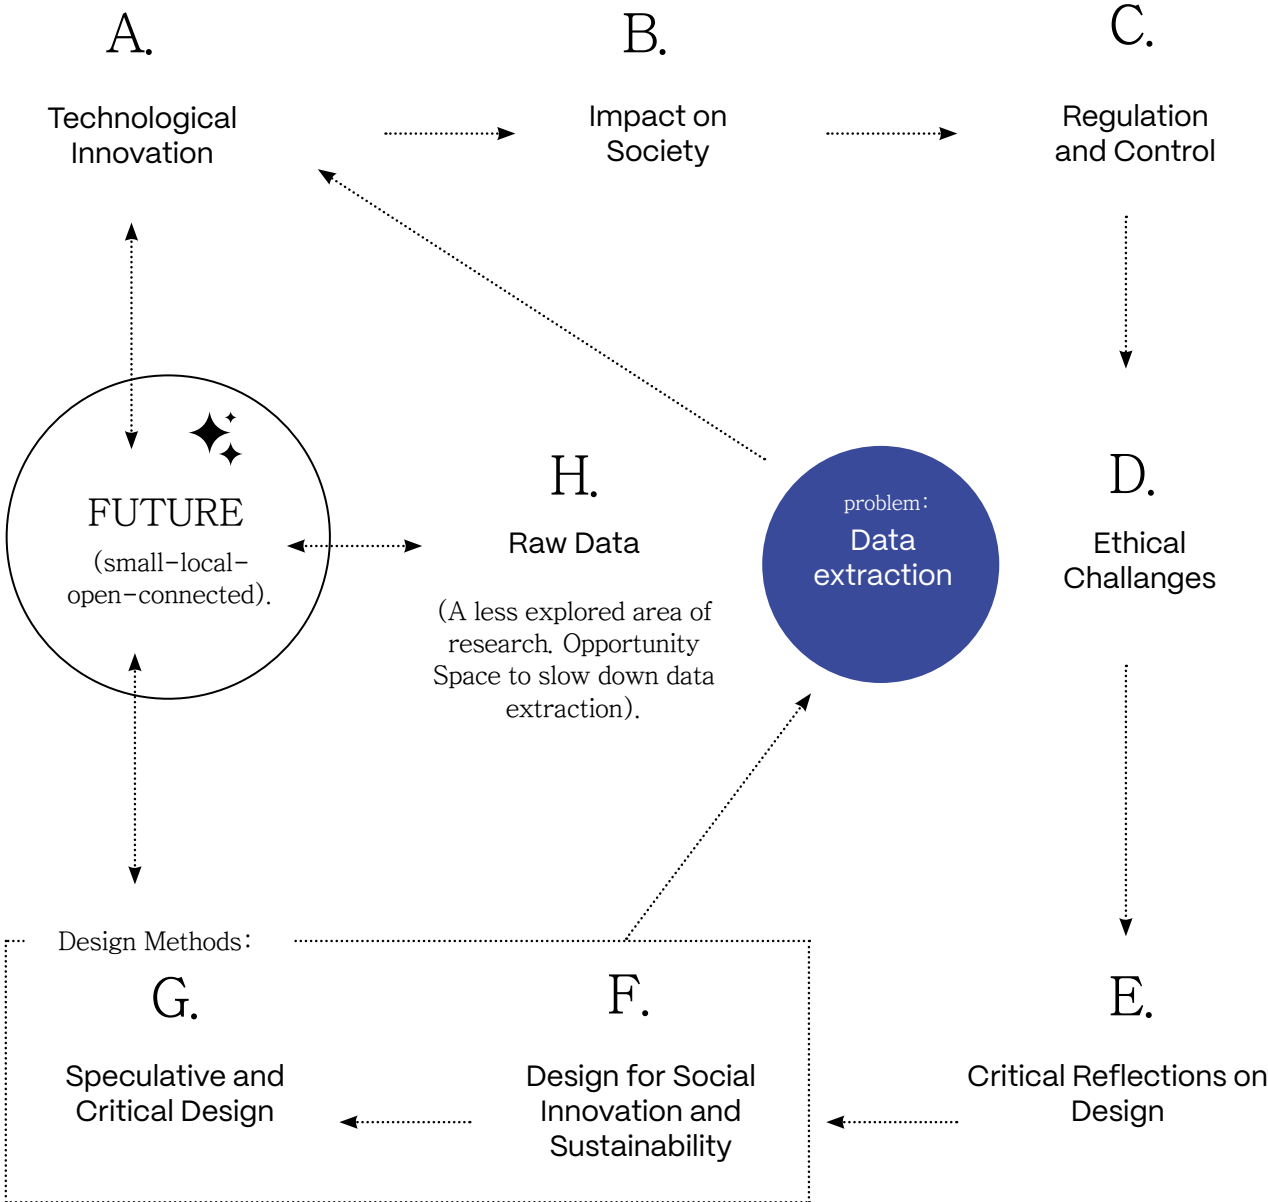 A.
Technological
Innovation
B.
Impact on
Society
C.
Regulation
and Control
FUTURE
(small-local-
open-connected).
H.
Raw Data
(A less explored area of
research. Opportunity
Space to slow down data
extraction).
problem:
Data
extraction
D.
Ethical
Challanges
Design Methods:
G.
Speculative and
Critical Design
F.
Design for Social
Innovation and
Sustainability
E.
Critical Reflections on
Design